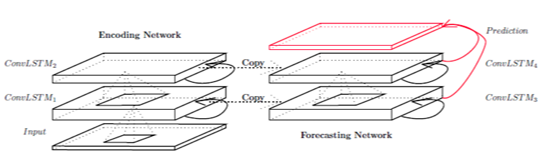 Encoding Network
Prediction
ConvLSTM₂
Copy
ConvLSTM₄
ConvLSTM₁
Copy
ConvLSTM₃
Input
Forecasting Network